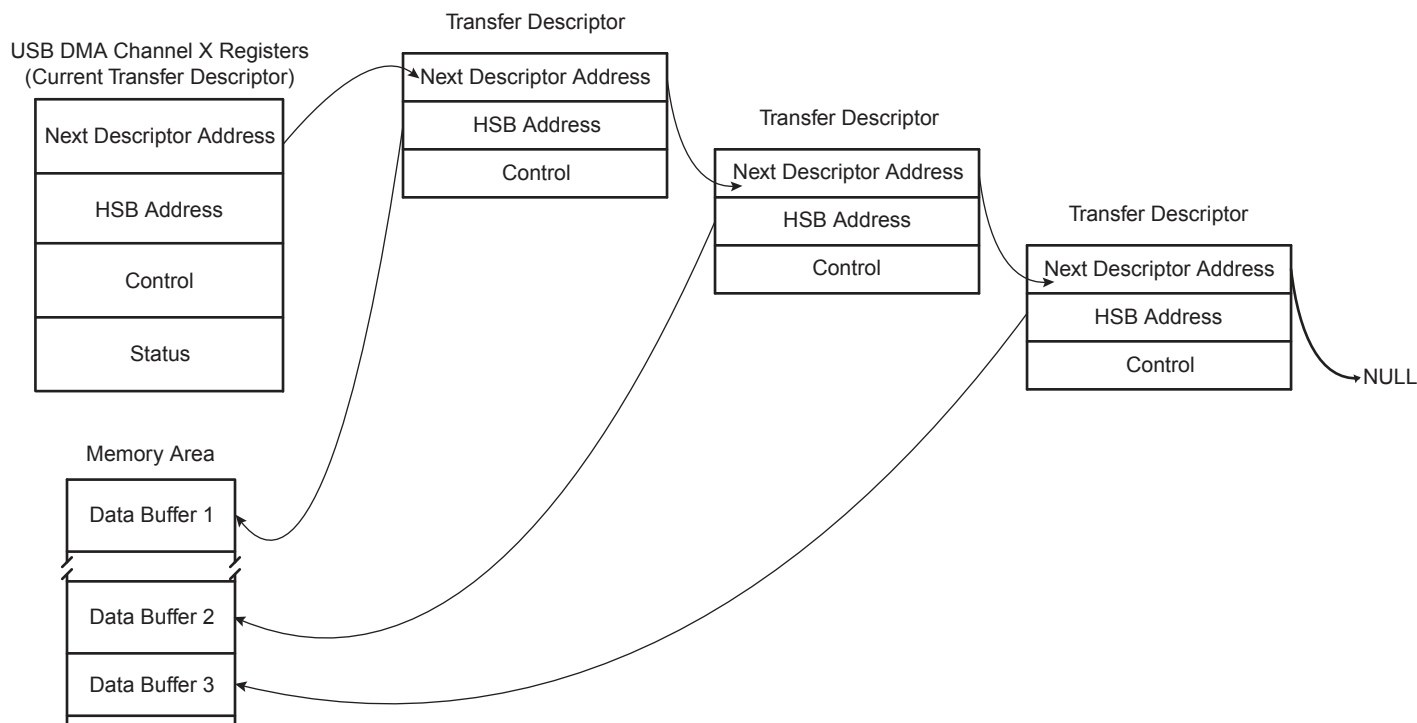 USB DMA Channel X Registers
(Current Transfer Descriptor)
Next Descriptor Address
HSB Address
Control
Status
Transfer Descriptor
Next Descriptor Address
HSB Address
Control
Transfer Descriptor
Next Descriptor Address
HSB Address
Control
Transfer Descriptor
Next Descriptor Address
HSB Address
Control
NULL
Memory Area
Data Buffer 1
Data Buffer 2
Data Buffer 3